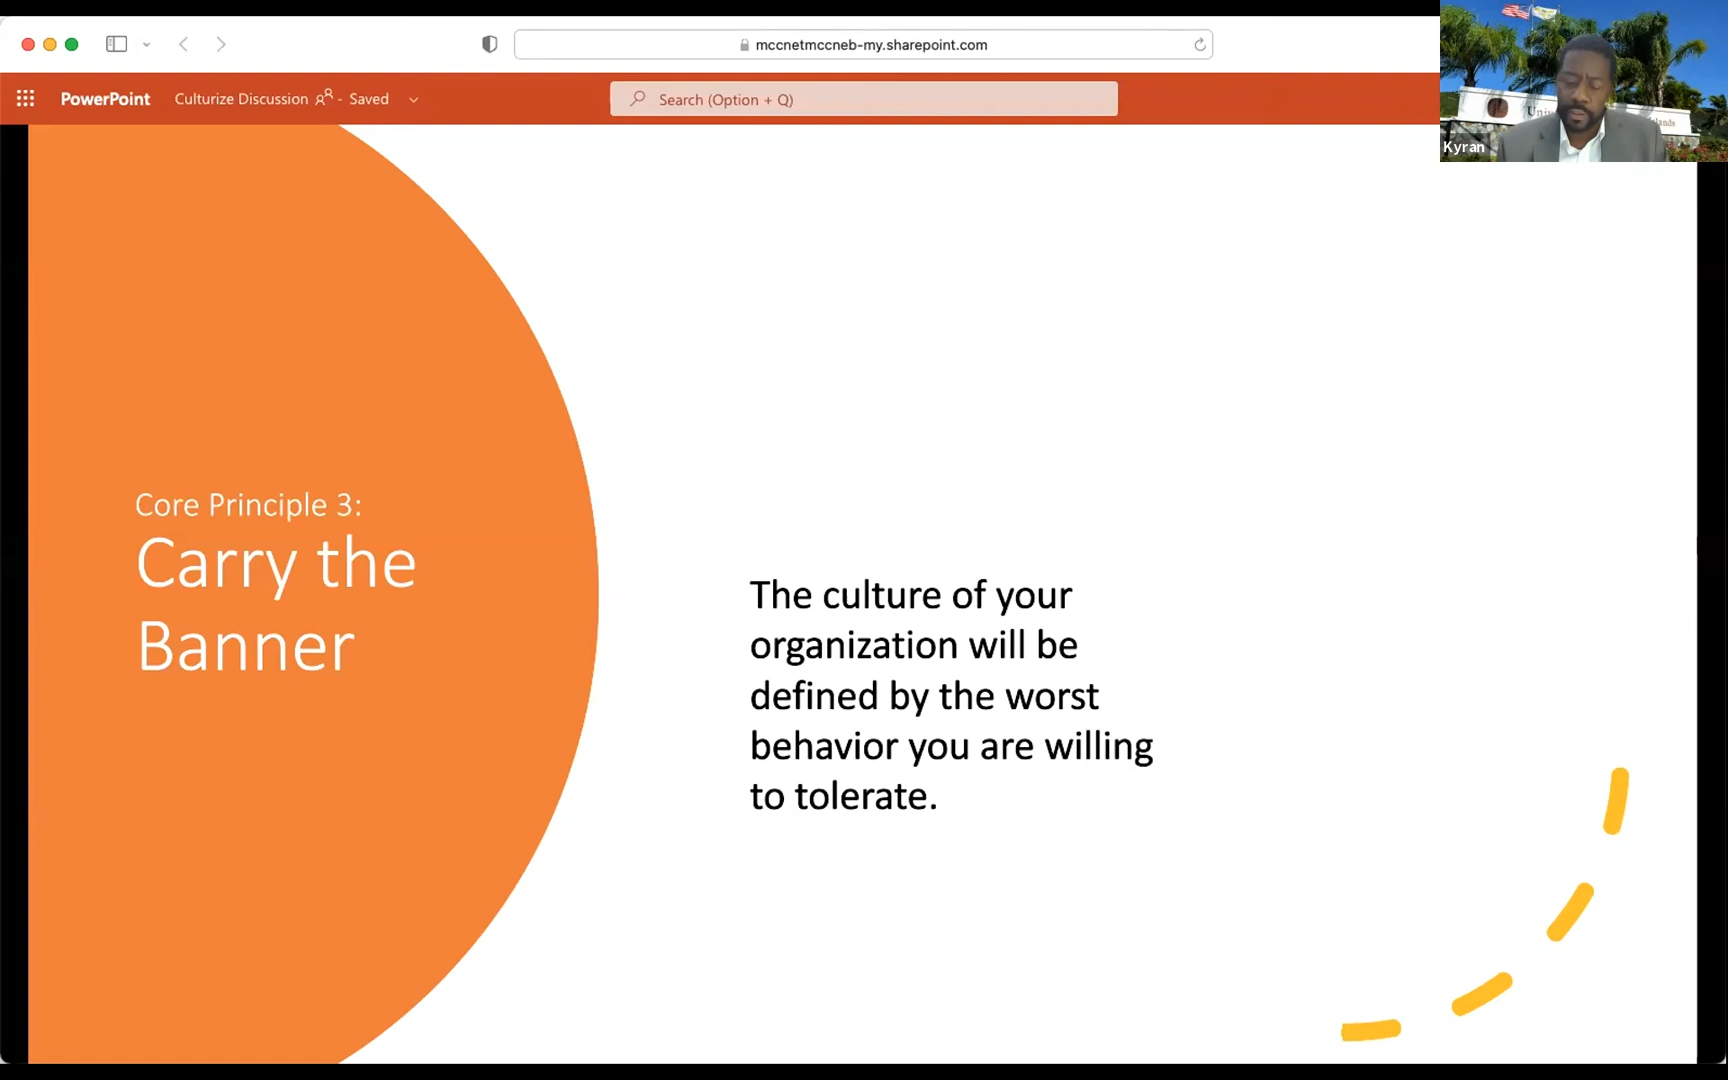 mccnetmccneb-my.sharepoint.com
PowerPoint
Culturize Discussion - Saved
Search (Option + Q)
Kyran
Core Principle 3:
Carry the
Banner
The culture of your
organization will be
defined by the worst
behavior you are willing
to tolerate.